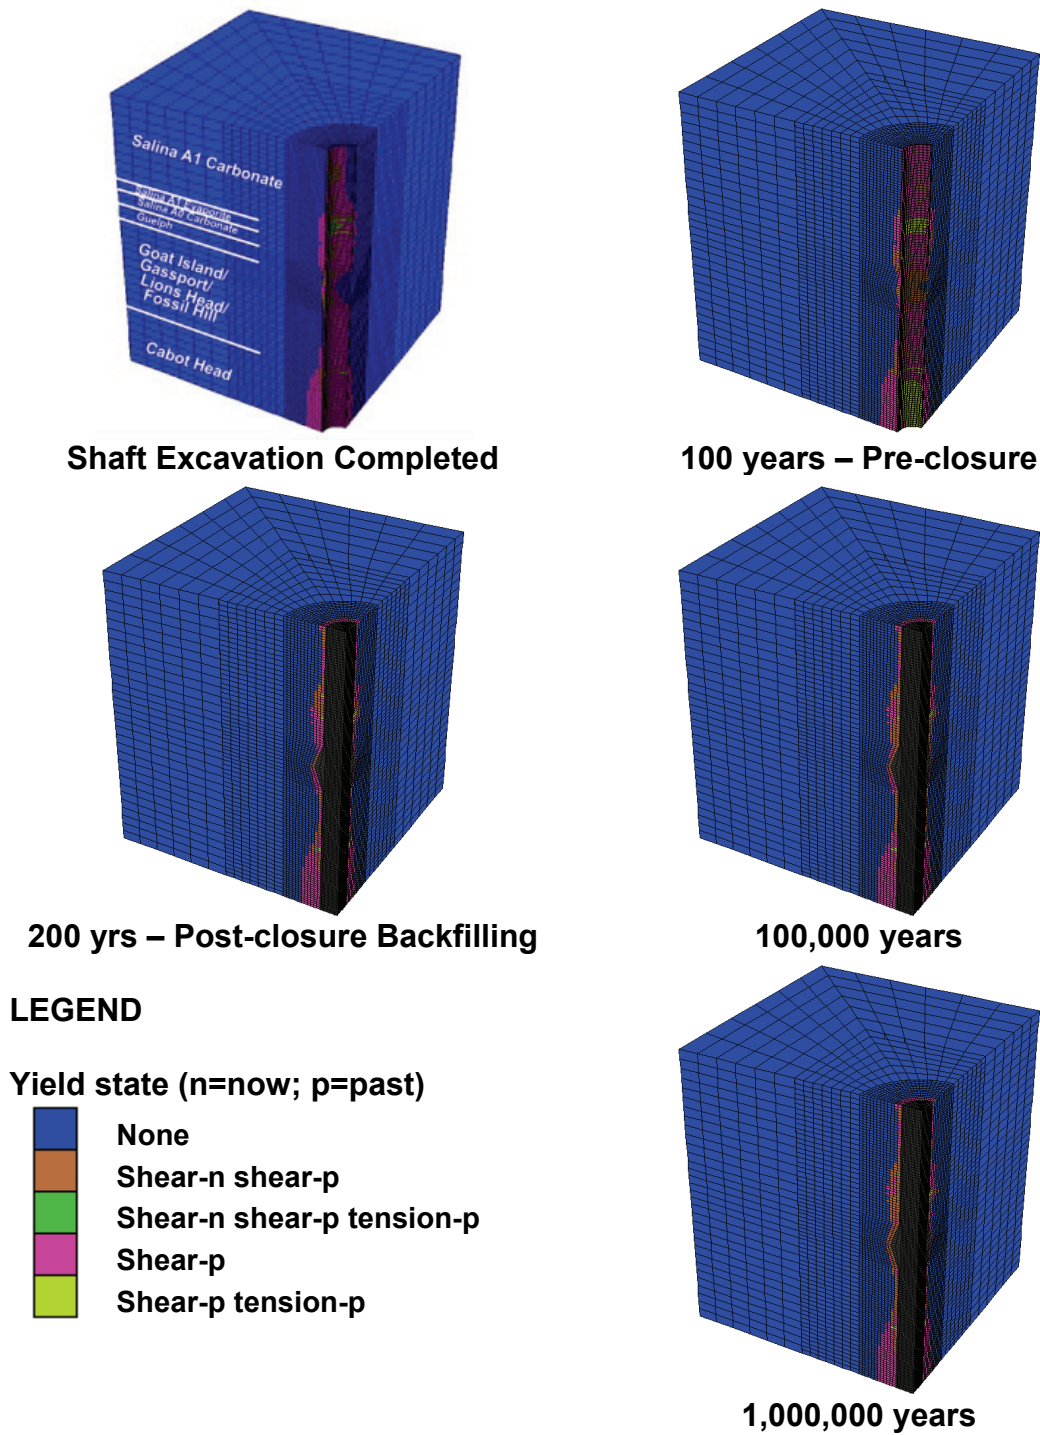 Salina A1 Carbonate
Salina A1 Evaporite
Salina A0 Carbonate
Guelph
Goat Island/
Gassport/
Lions Head/
Fossil Hill
Cabot Head
Shaft Excavation Completed
100 years – Pre-closure
200 yrs – Post-closure Backfilling
100,000 years
LEGEND
Yield state (n=now; p=past)
None
Shear-n shear-p
Shear-n shear-p tension-p
Shear-p
Shear-p tension-p
1,000,000 years